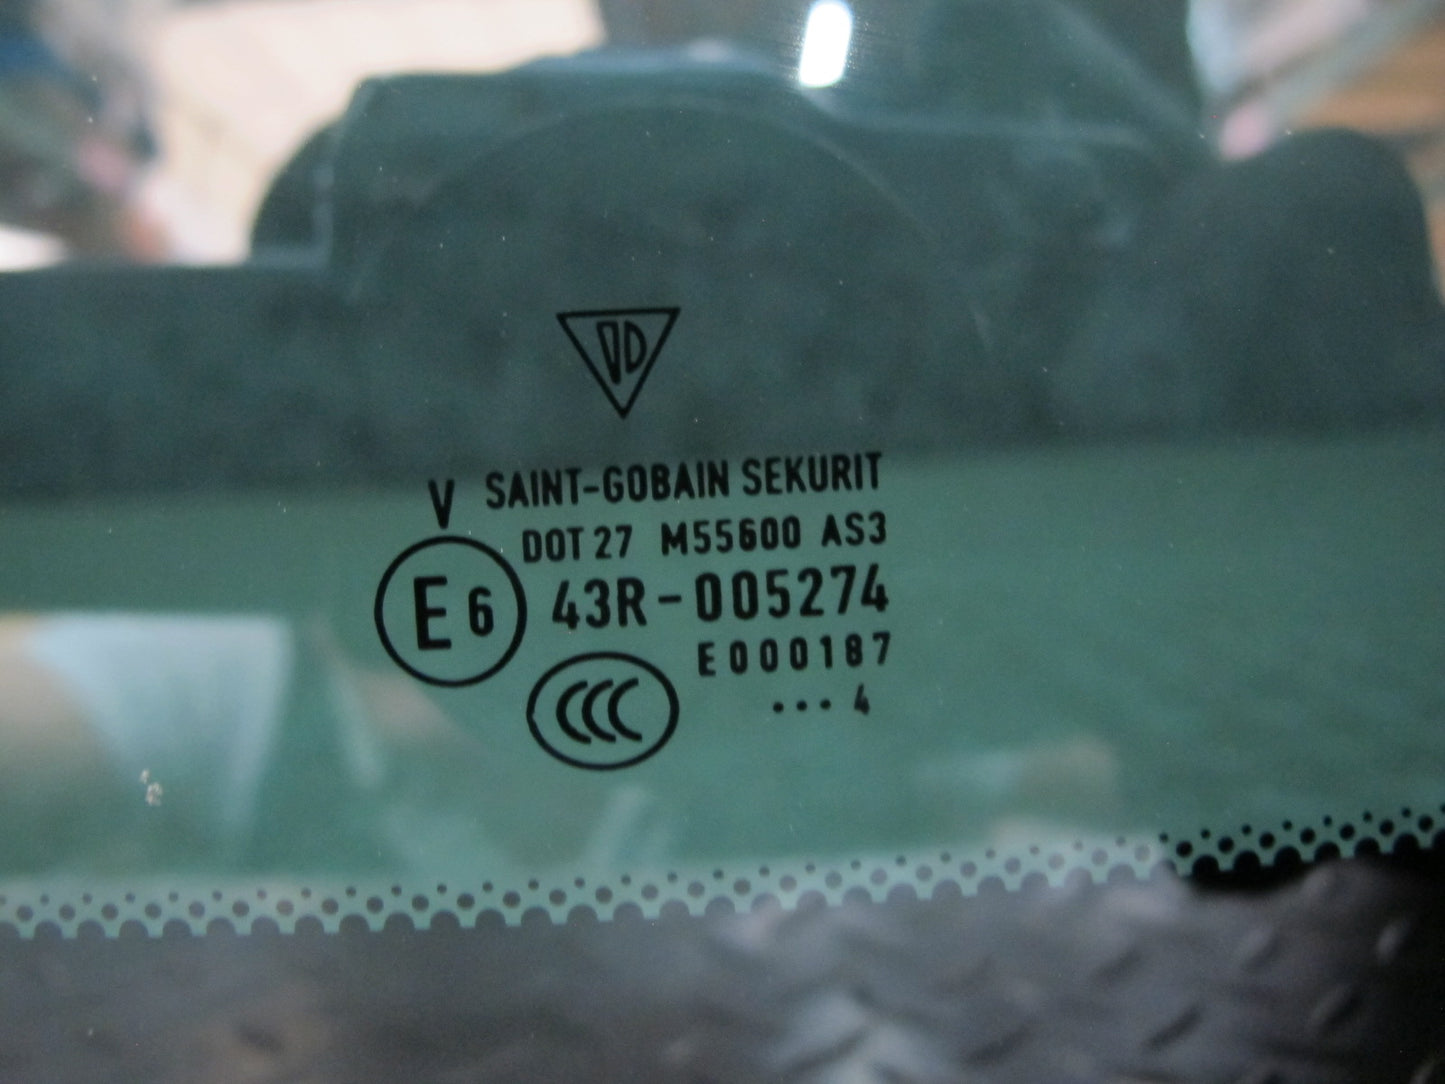 V SAINT-GOBAIN SEKURIT
DOT 27 M55600 AS3
E6 43R-005274
E000187
CCC ... 4